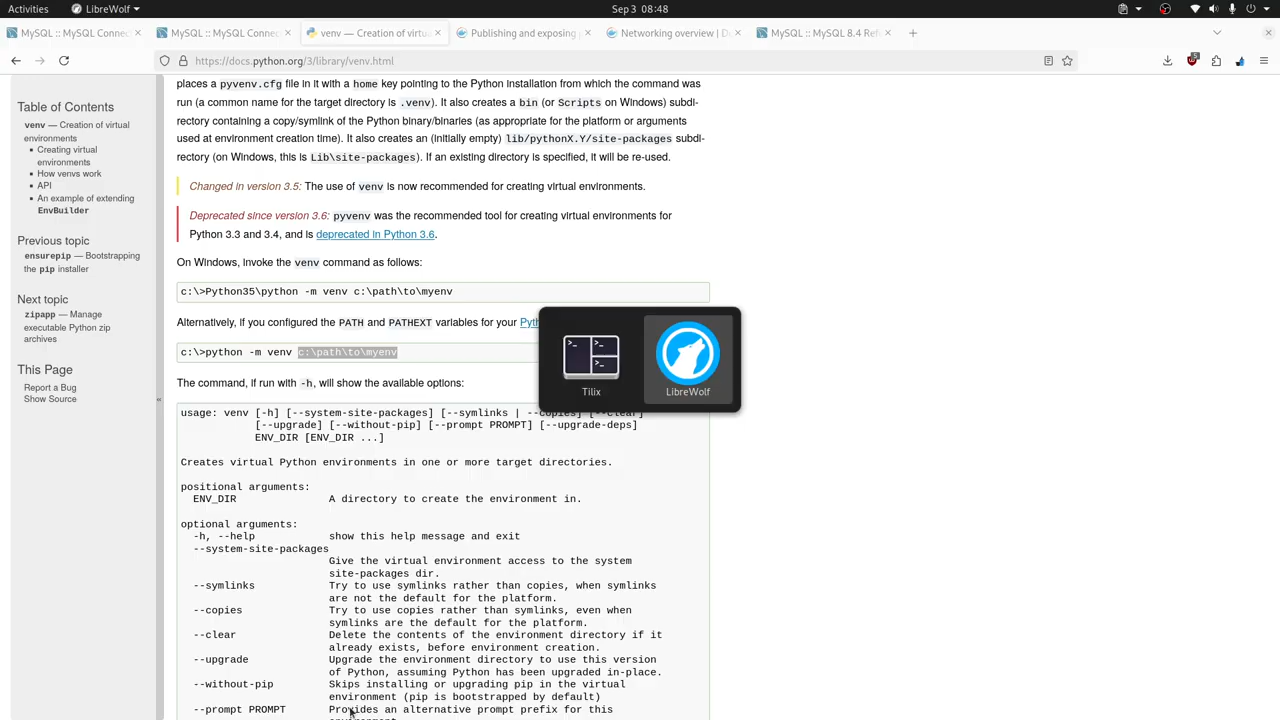 Activities
LibreWolf
Sep 3 08:48
MySQL :: MySQL Connec
MySQL :: MySQL Connec
venv — Creation of virtua
Publishing and exposing p
Networking overview | D
MySQL :: MySQL 8.4 Refe
https://docs.python.org/3/library/venv.html
5
Table of Contents
venv — Creation of virtual
environments
Creating virtual
environments
How venvs work
API
An example of extending
EnvBuilder
Previous topic
ensurepip — Bootstrapping
the pip installer
Next topic
zipapp — Manage
executable Python zip
archives
This Page
Report a Bug
Show Source
«
places a pyvenv.cfg file in it with a home key pointing to the Python installation from which the command was
run (a common name for the target directory is .venv). It also creates a bin (or Scripts on Windows) subdi-
rectory containing a copy/symlink of the Python binary/binaries (as appropriate for the platform or arguments
used at environment creation time). It also creates an (initially empty) lib/pythonX.Y/site-packages subdi-
rectory (on Windows, this is Lib\site-packages). If an existing directory is specified, it will be re-used.
Changed in version 3.5: The use of venv is now recommended for creating virtual environments.
Deprecated since version 3.6: pyvenv was the recommended tool for creating virtual environments for
Python 3.3 and 3.4, and is deprecated in Python 3.6.
On Windows, invoke the venv command as follows:
c:\>Python35\python -m venv c:\path\to\myenv
Alternatively, if you configured the PATH and PATHEXT variables for your Pyth
c:\>python -m venv c:\path\to\myenv
The command, if run with -h, will show the available options:
usage: venv [-h] [--system-site-packages] [--symlinks | --copies] [--clear]
[--upgrade] [--without-pip] [--prompt PROMPT] [--upgrade-deps]
ENV_DIR [ENV_DIR ...]
Creates virtual Python environments in one or more target directories.
positional arguments:
ENV_DIR A directory to create the environment in.
optional arguments:
-h, --help show this help message and exit
--system-site-packages
Give the virtual environment access to the system
site-packages dir.
--symlinks Try to use symlinks rather than copies, when symlinks
are not the default for the platform.
--copies Try to use copies rather than symlinks, even when
symlinks are the default for the platform.
--clear Delete the contents of the environment directory if it
already exists, before environment creation.
--upgrade Upgrade the environment directory to use this version
of Python, assuming Python has been upgraded in-place.
--without-pip Skips installing or upgrading pip in the virtual
environment (pip is bootstrapped by default)
--prompt PROMPT Provides an alternative prompt prefix for this
Tilix
LibreWolf